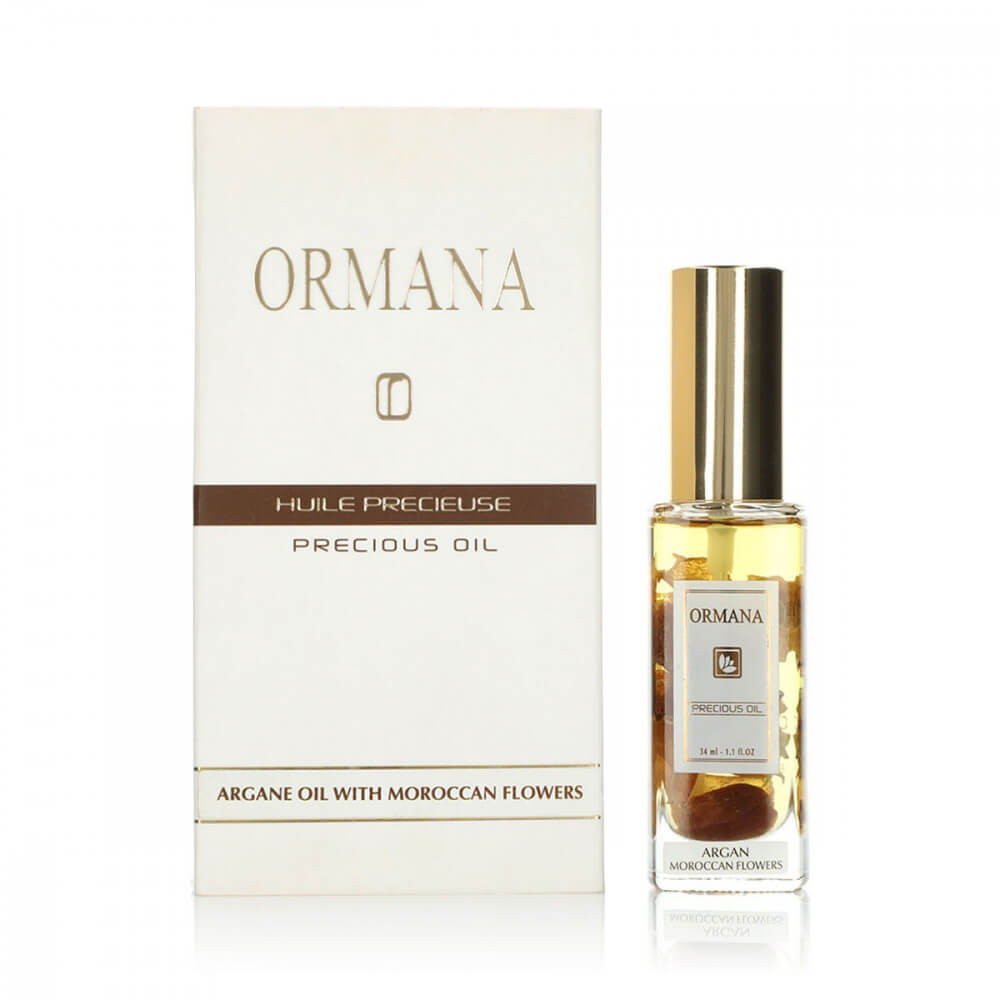 ORMANA
HUILE PRECIEUSE
PRECIOUS OIL
ARGANE OIL WITH MOROCCAN FLOWERS
ORMANA
PRECIOUS OIL
34 ml - 1.1 fl.oz
ARGAN
MOROCCAN FLOWERS